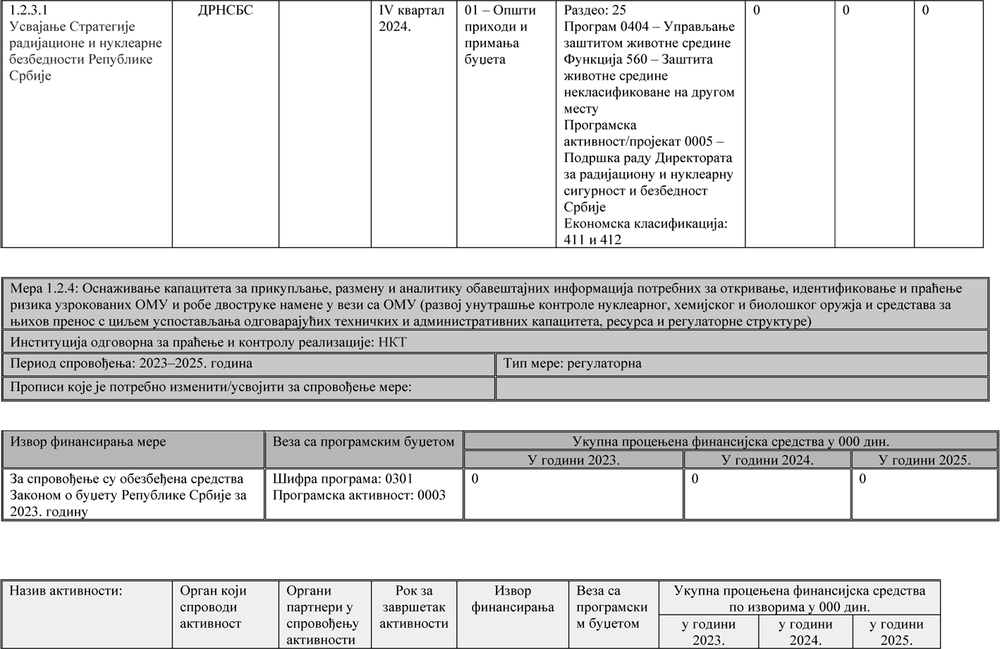 1.2.3.1
Усвајање Стратегије
радијационе и нуклеарне
безбедности Републике
Србије
ДРНСБС
IV квартал
2024.
01 – Општи
приходи и
примања
буџета
Раздео: 25
Програм 0404 – Управљање
заштитом животне средине
Функција 560 – Заштита
животне средине
некласификоване на другом
месту
Програмска
активност/пројекат 0005 –
Подршка раду Директората
за радијациону и нуклеарну
сигурност и безбедност
Србије
Економска класификација:
411 и 412
0
0
0
Мера 1.2.4: Оснаживање капацитета за прикупљање, размену и аналитику обавештајних информација потребних за откривање, идентификовање и праћење
ризика узрокованих ОМУ и робе двоструке намене у вези са ОМУ (развој унутрашње контроле нуклеарног, хемијског и биолошког оружја и средстава за
њихов пренос с циљем успостављања одговарајућих техничких и административних капацитета, ресурса и регулаторне структуре)
Институција одговорна за праћење и контролу реализације: НКТ
Период спровођења: 2023–2025. година
Тип мере: регулаторна
Прописи које је потребно изменити/усвојити за спровођење мере:
Извор финансирања мере
Веза са програмским буџетом
Укупна процењена финансијска средства у 000 дин.
У години 2023.
У години 2024.
У години 2025.
За спровођење су обезбеђена средства
Законом о буџету Републике Србије за
2023. годину
Шифра програма: 0301
Програмска активност: 0003
0
0
0
Назив активности:
Орган који
спроводи
активност
Органи
партнери у
спровођењу
активности
Рок за
завршетак
активности
Извор
финансирања
Веза са
програмски
м буџетом
Укупна процењена финансијска средства
по изворима у 000 дин.
у години
2023.
у години
2024.
у години
2025.